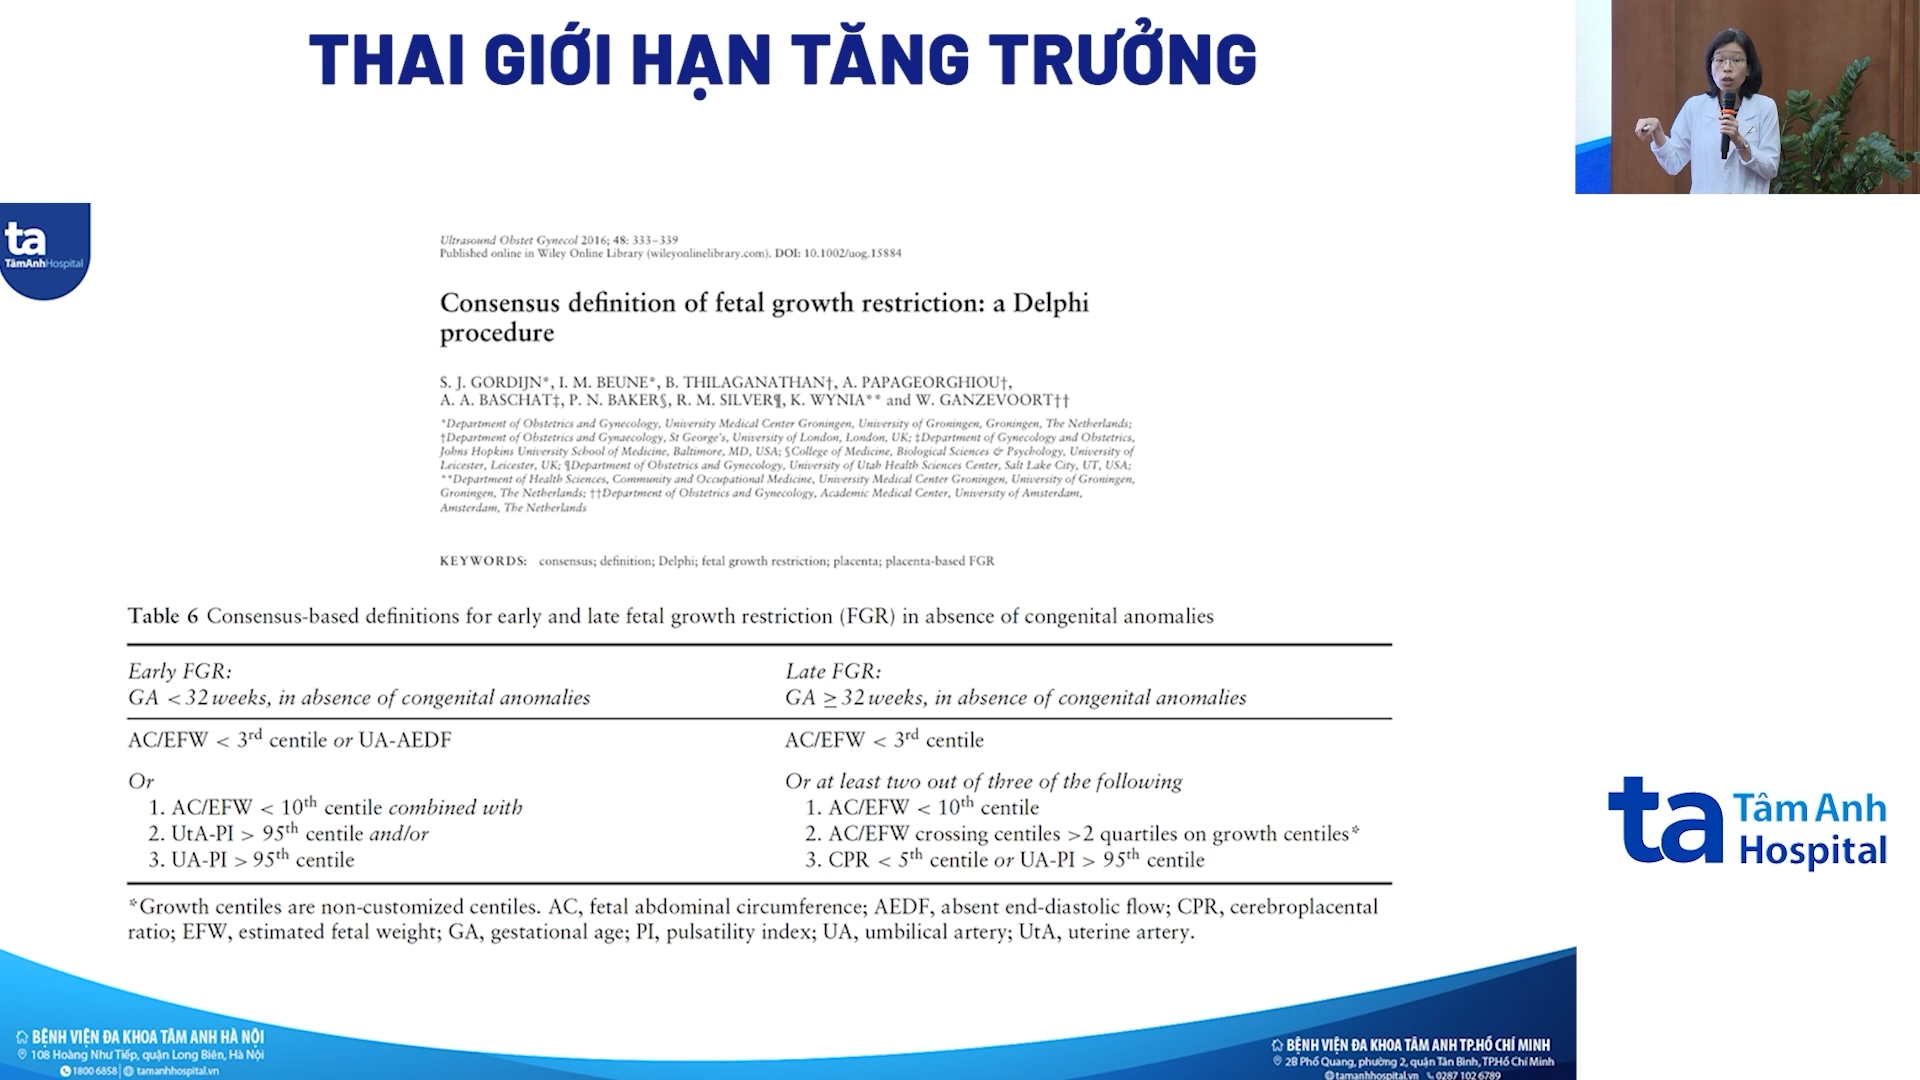 THAI GIỚI HẠN TĂNG TRƯỞNG
ta
TâmAnhHospital
Ultrasound Obstet Gynecol 2016; 48: 333–339
Published online in Wiley Online Library (wileyonlinelibrary.com). DOI: 10.1002/uog.15884
Consensus definition of fetal growth restriction: a Delphi
procedure
S. J. GORDIJN*, I. M. BEUNE*, B. THILAGANATHAN†, A. PAPAGEORGHIOU†,
A. A. BASCHAT‡, P. N. BAKER§, R. M. SILVER¶, K. WYNIA** and W. GANZEVOORT††
*Department of Obstetrics and Gynecology, University Medical Center Groningen, University of Groningen, Groningen, The Netherlands;
†Department of Obstetrics and Gynaecology, St George's, University of London, London, UK; ‡Department of Gynecology and Obstetrics,
Johns Hopkins University School of Medicine, Baltimore, MD, USA; §College of Medicine, Biological Sciences & Psychology, University of
Leicester, Leicester, UK; ¶Department of Obstetrics and Gynecology, University of Utah Health Sciences Center, Salt Lake City, UT, USA;
**Department of Health Sciences, Community and Occupational Medicine, University Medical Center Groningen, University of Groningen,
Groningen, The Netherlands; ††Department of Obstetrics and Gynecology, Academic Medical Center, University of Amsterdam,
Amsterdam, The Netherlands
KEYWORDS: consensus; definition; Delphi; fetal growth restriction; placenta; placenta-based FGR
Table 6 Consensus-based definitions for early and late fetal growth restriction (FGR) in absence of congenital anomalies
Early FGR:
GA < 32 weeks, in absence of congenital anomalies
AC/EFW < 3rd centile or UA-AEDF
Or
1. AC/EFW < 10th centile combined with
2. UtA-PI > 95th centile and/or
3. UA-PI > 95th centile
Late FGR:
GA ≥ 32 weeks, in absence of congenital anomalies
AC/EFW < 3rd centile
Or at least two out of three of the following
1. AC/EFW < 10th centile
2. AC/EFW crossing centiles >2 quartiles on growth centiles*
3. CPR < 5th centile or UA-PI > 95th centile
*Growth centiles are non-customized centiles. AC, fetal abdominal circumference; AEDF, absent end-diastolic flow; CPR, cerebroplacental
ratio; EFW, estimated fetal weight; GA, gestational age; PI, pulsatility index; UA, umbilical artery; UtA, uterine artery.
ta Tâm Anh
Hospital
BỆNH VIỆN ĐA KHOA TÂM ANH HÀ NỘI
108 Hoàng Như Tiếp, quận Long Biên, Hà Nội
1800 6858 | tamanhhospital.vn
BỆNH VIỆN ĐA KHOA TÂM ANH TP.HỒ CHÍ MINH
2B Phổ Quang, phường 2, quận Tân Bình, TP.Hồ Chí Minh
tamanhhospital.vn 0287 102 6789